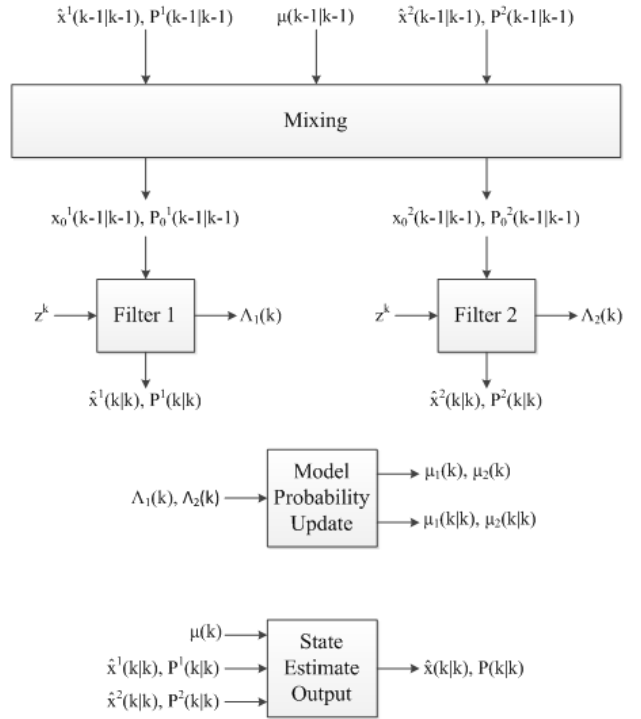 x̂¹(k-1|k-1), P¹(k-1|k-1) μ(k-1|k-1) x̂²(k-1|k-1), P²(k-1|k-1)
Mixing
x₀¹(k-1|k-1), P₀¹(k-1|k-1) x₀²(k-1|k-1), P₀²(k-1|k-1)
zᵏ Filter 1 Λ₁(k) zᵏ Filter 2 Λ₂(k)
x̂¹(k|k), P¹(k|k) x̂²(k|k), P²(k|k)
Λ₁(k), Λ₂(k)
Model
Probability
Update
μ₁(k), μ₂(k)
μ₁(k|k), μ₂(k|k)
μ(k)
x̂¹(k|k), P¹(k|k)
x̂²(k|k), P²(k|k)
State
Estimate
Output
x̂(k|k), P(k|k)